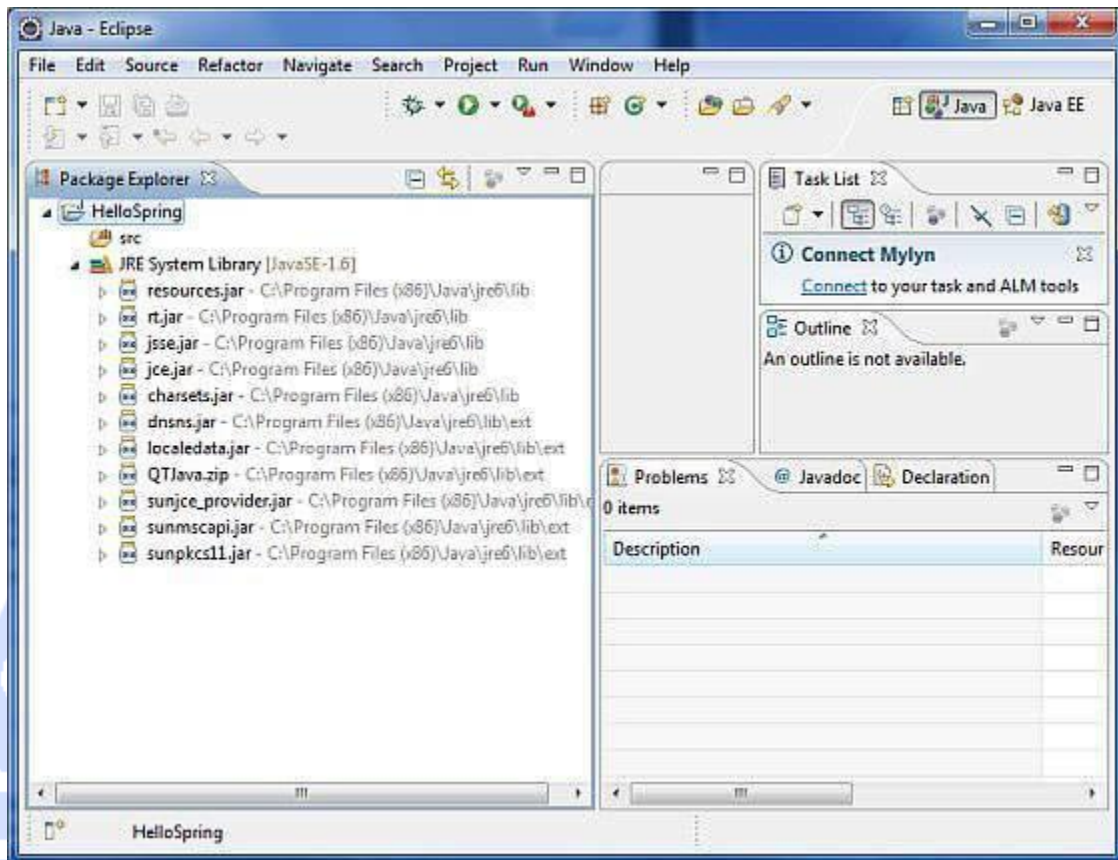 Java - Eclipse
File Edit Source Refactor Navigate Search Project Run Window Help
Java Java EE
Package Explorer
HelloSpring
src
JRE System Library [JavaSE-1.6]
resources.jar - C:\Program Files (x86)\Java\jre6\lib
rt.jar - C:\Program Files (x86)\Java\jre6\lib
jsse.jar - C:\Program Files (x86)\Java\jre6\lib
jce.jar - C:\Program Files (x86)\Java\jre6\lib
charsets.jar - C:\Program Files (x86)\Java\jre6\lib
dnsns.jar - C:\Program Files (x86)\Java\jre6\lib\ext
localedata.jar - C:\Program Files (x86)\Java\jre6\lib\ext
QTJava.zip - C:\Program Files (x86)\Java\jre6\lib\ext
sunjce_provider.jar - C:\Program Files (x86)\Java\jre6\lib\e
sunmscapi.jar - C:\Program Files (x86)\Java\jre6\lib\ext
sunpkcs11.jar - C:\Program Files (x86)\Java\jre6\lib\ext
Task List
Connect Mylyn
Connect to your task and ALM tools
Outline
An outline is not available.
Problems @ Javadoc Declaration
0 items
Description Resour
HelloSpring